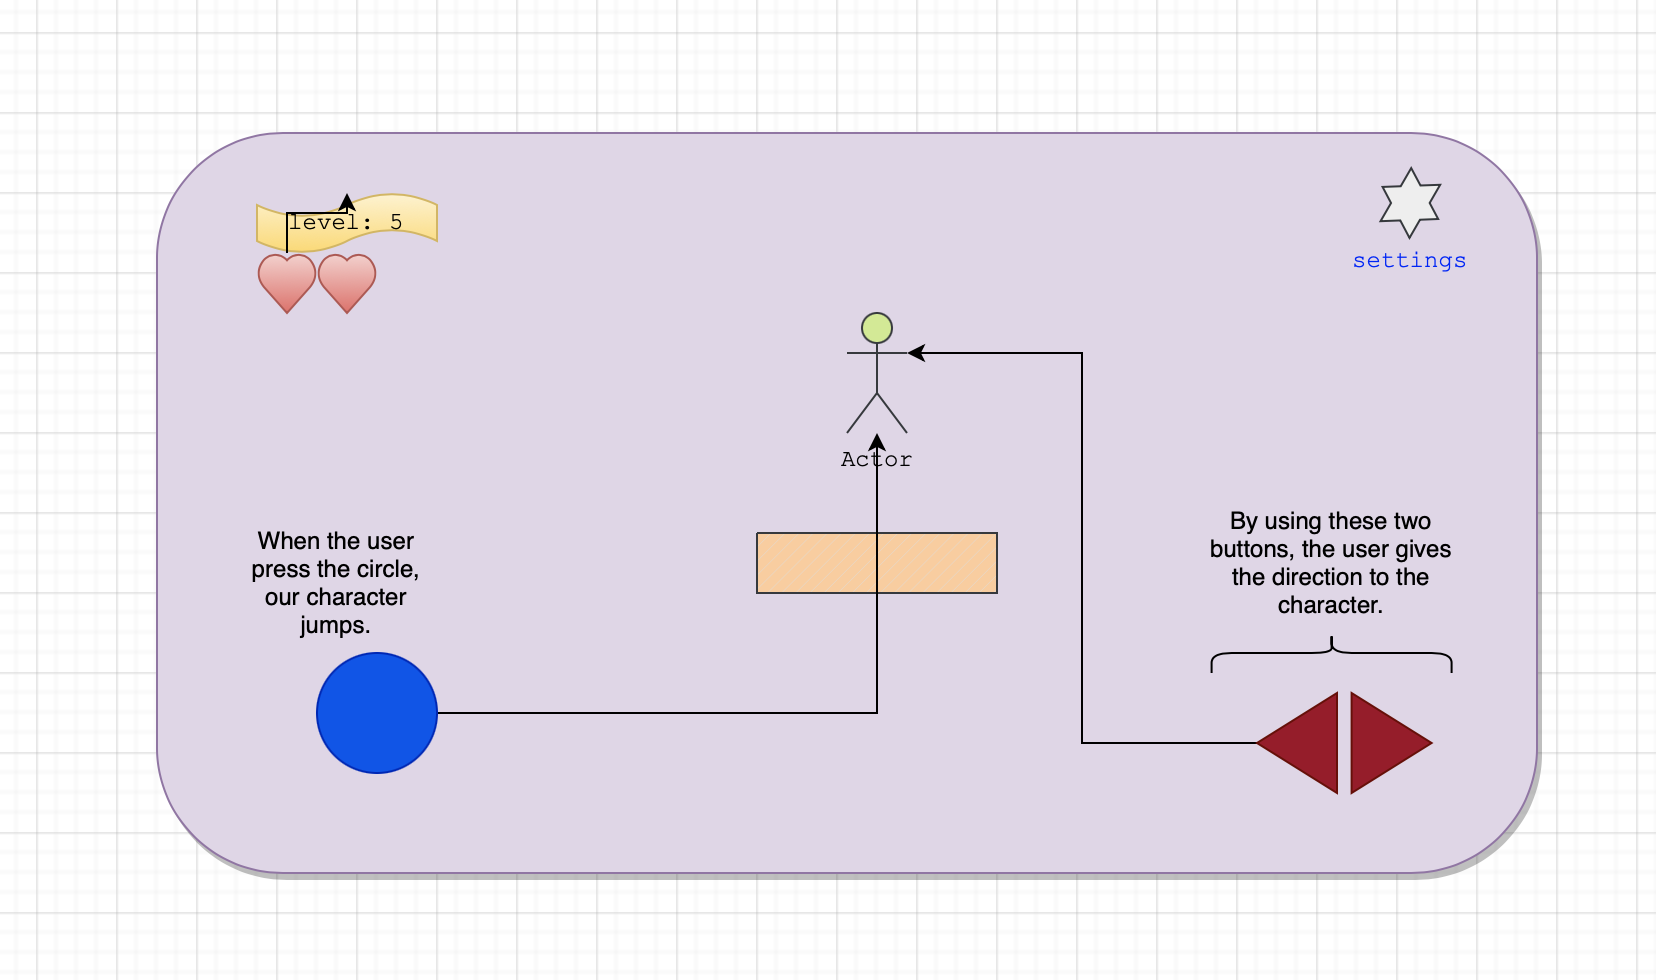 level: 5
settings
Actor
When the user
press the circle,
our character
jumps.
By using these two
buttons, the user gives
the direction to the
character.